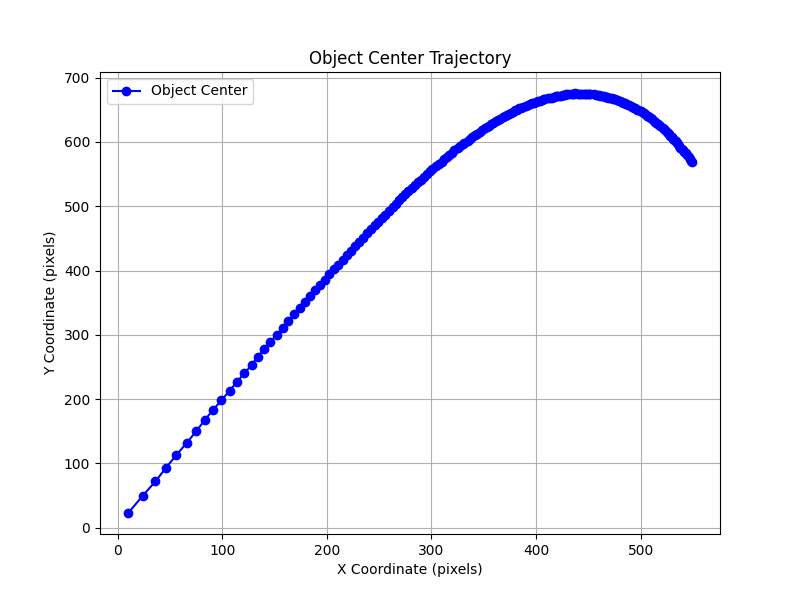 Object Center Trajectory
Object Center
Y Coordinate (pixels)
700
600
500
400
300
200
100
0
0 100 200 300 400 500
X Coordinate (pixels)